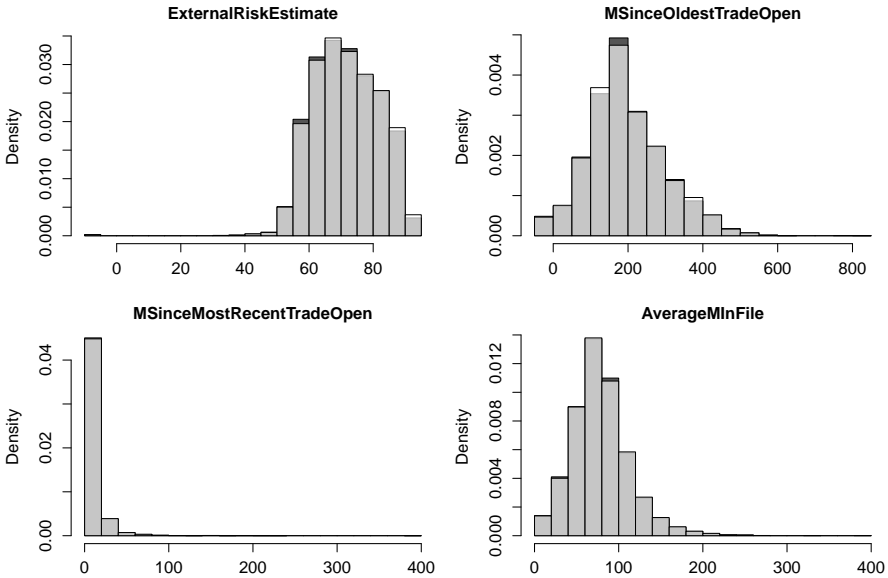 ExternalRiskEstimate
Density
0.000 0.010 0.020 0.030
0 20 40 60 80
MSinceOldestTradeOpen
Density
0.000 0.002 0.004
0 200 400 600 800
MSinceMostRecentTradeOpen
Density
0.00 0.02 0.04
0 100 200 300 400
AverageMInFile
Density
0.000 0.004 0.008 0.012
0 100 200 300 400